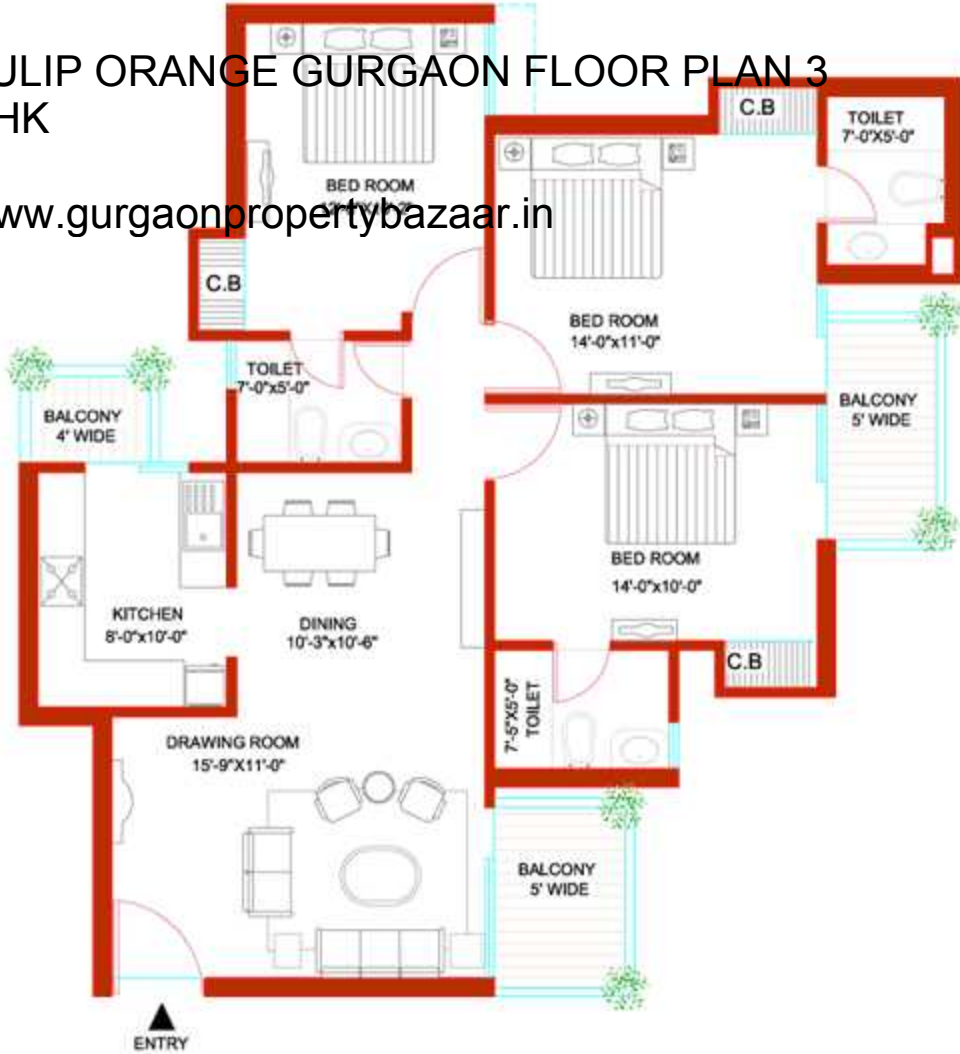 ULIP ORANGE GURGAON FLOOR PLAN 3
HK
ww.gurgaonpropertybazaar.in
BED ROOM
C.B
C.B
TOILET
7'-0"X5'-0"
BED ROOM
14'-0"x11'-0"
TOILET
7'-0"x5'-0"
BALCONY
4' WIDE
BALCONY
5' WIDE
BED ROOM
14'-0"x10'-0"
KITCHEN
8'-0"x10'-0"
DINING
10'-3"x10'-6"
C.B
7'-5"X5'-0"
TOILET
DRAWING ROOM
15'-9"X11'-0"
BALCONY
5' WIDE
ENTRY